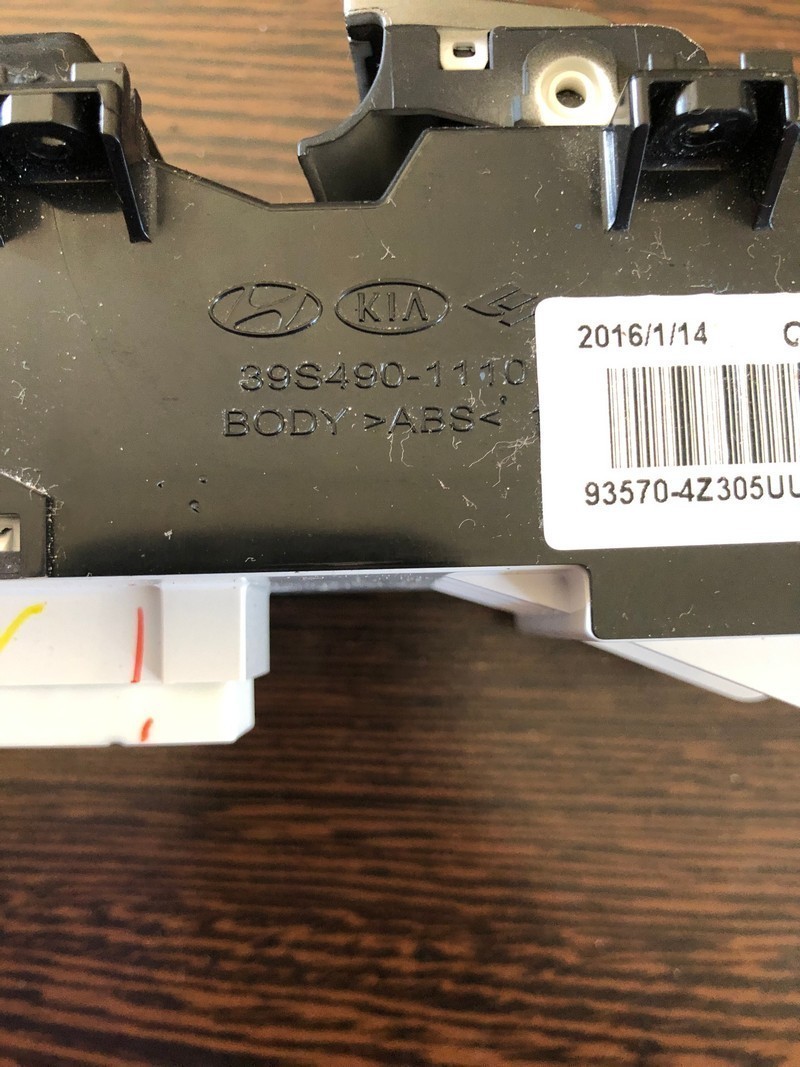 KIA
39S490-1110
BODY >ABS<
2016/1/14
93570-4Z305UU